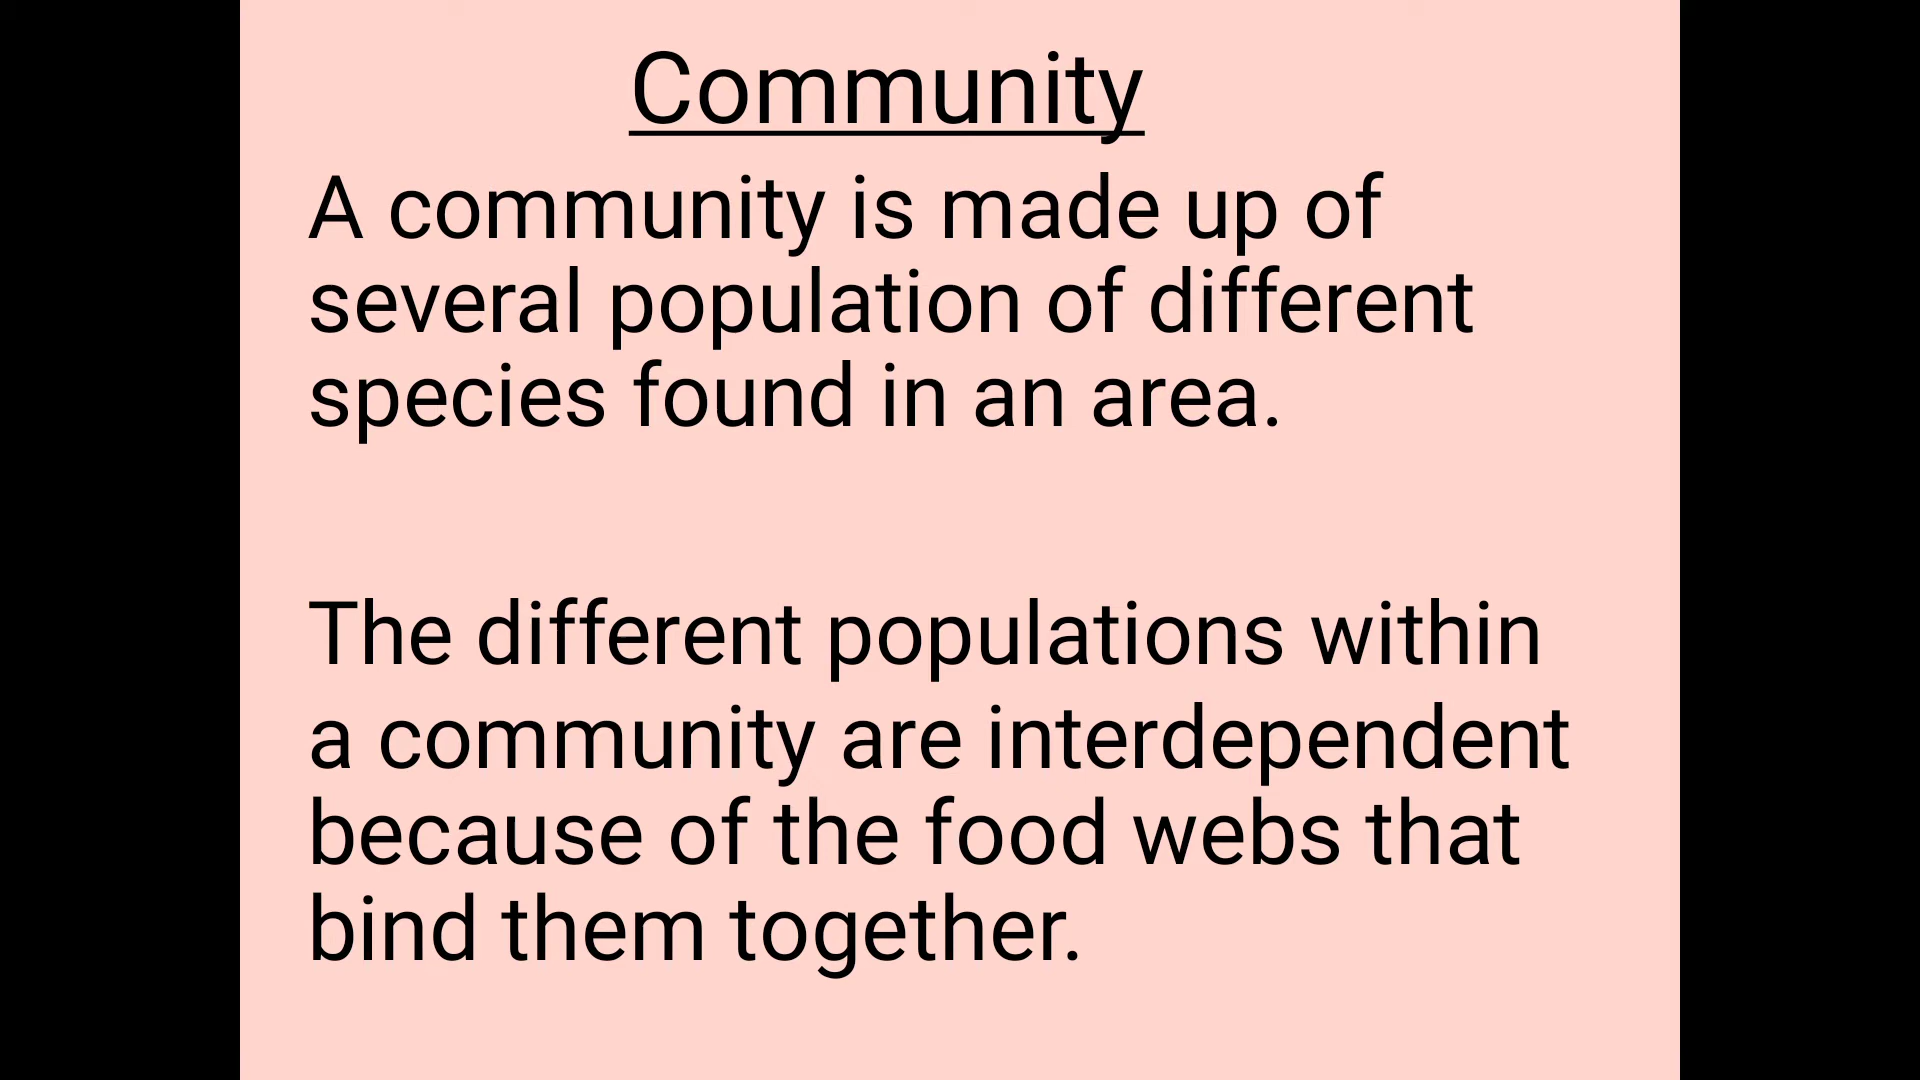 Community
A community is made up of
several population of different
species found in an area.
The different populations within
a community are interdependent
because of the food webs that
bind them together.